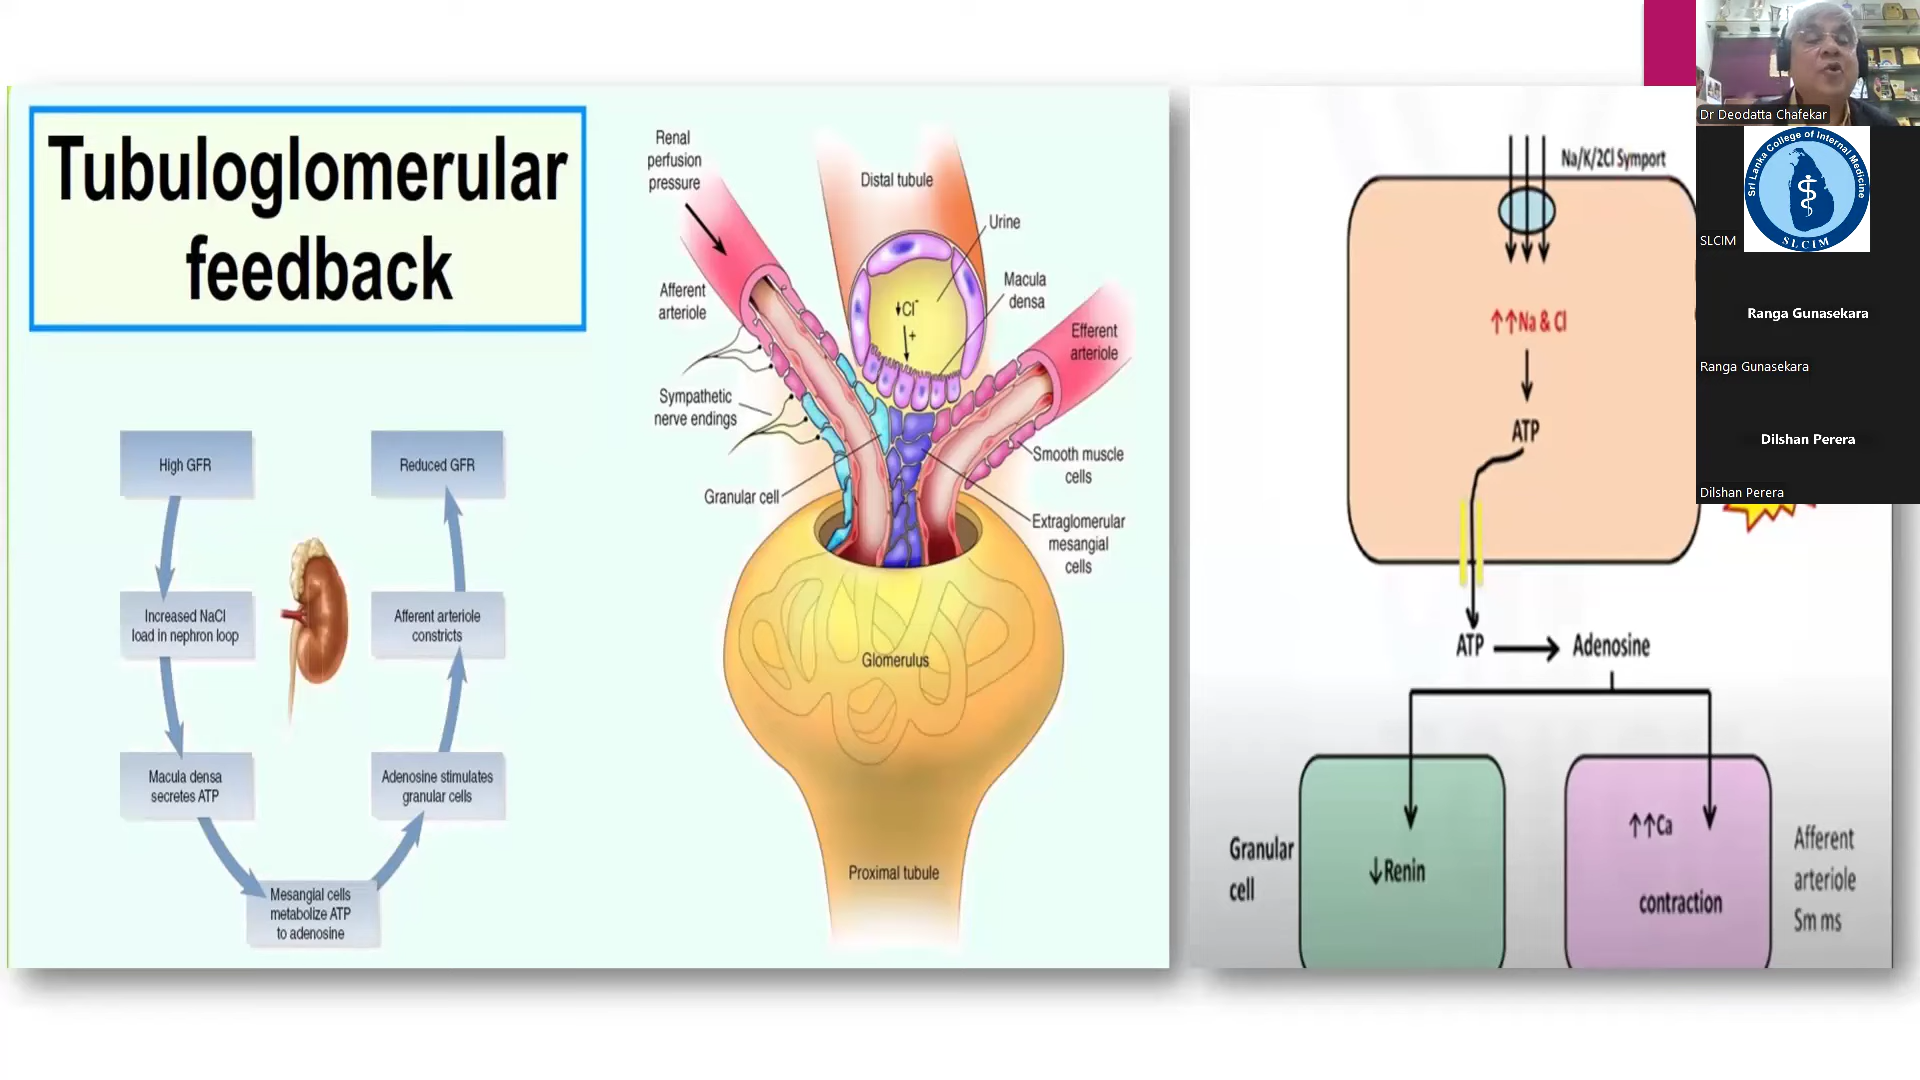 Tubuloglomerular
feedback
High GFR
Increased NaCl
load in nephron loop
Macula densa
secretes ATP
Mesangial cells
metabolize ATP
to adenosine
Adenosine stimulates
granular cells
Afferent arteriole
constricts
Reduced GFR
Renal
perfusion
pressure
Distal tubule
Urine
Macula
densa
Afferent
arteriole
↓Cl-
+
Efferent
arteriole
Sympathetic
nerve endings
Smooth muscle
cells
Granular cell
Extraglomerular
mesangial
cells
Glomerulus
Proximal tubule
Na/K/2Cl Symport
↑↑Na & Cl
ATP
ATP
Adenosine
Granular
cell
↓Renin
↑↑Ca
contraction
Afferent
arteriole
Sm ms
Dr Deodatta Chafekar
Sri Lanka College of Internal Medicine
SLCIM
SLCIM
Ranga Gunasekara
Ranga Gunasekara
Dilshan Perera
Dilshan Perera